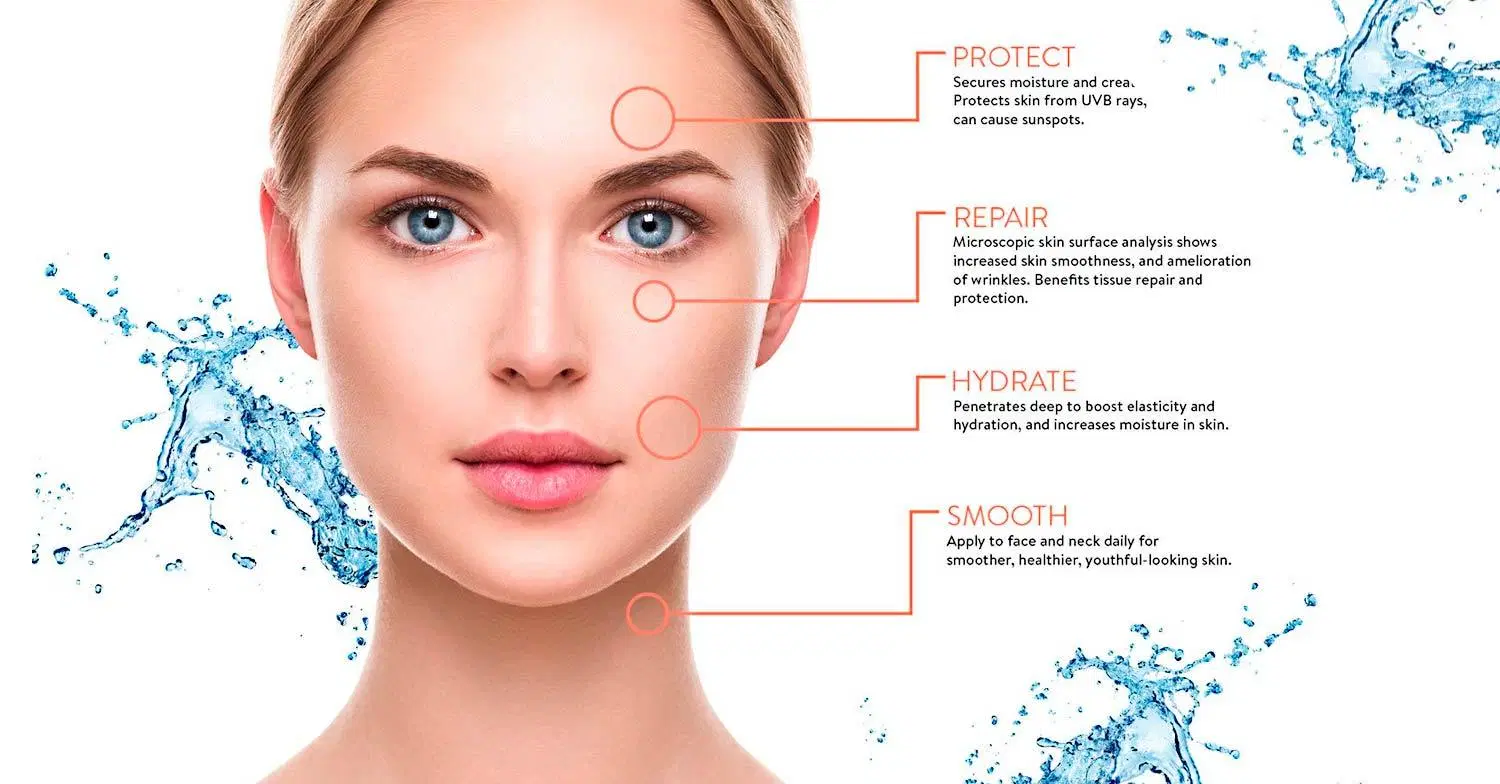 PROTECT
Secures moisture and
Protects skin from UVB rays,
can cause sunspots.
REPAIR
Microscopic skin surface analysis shows
increased skin smoothness, and amelioration
of wrinkles. Benefits tissue repair and
protection.
HYDRATE
Penetrates deep to boost elasticity and
hydration, and increases moisture in skin.
SMOOTH
Apply to face and neck daily for
smoother, healthier, youthful-looking skin.